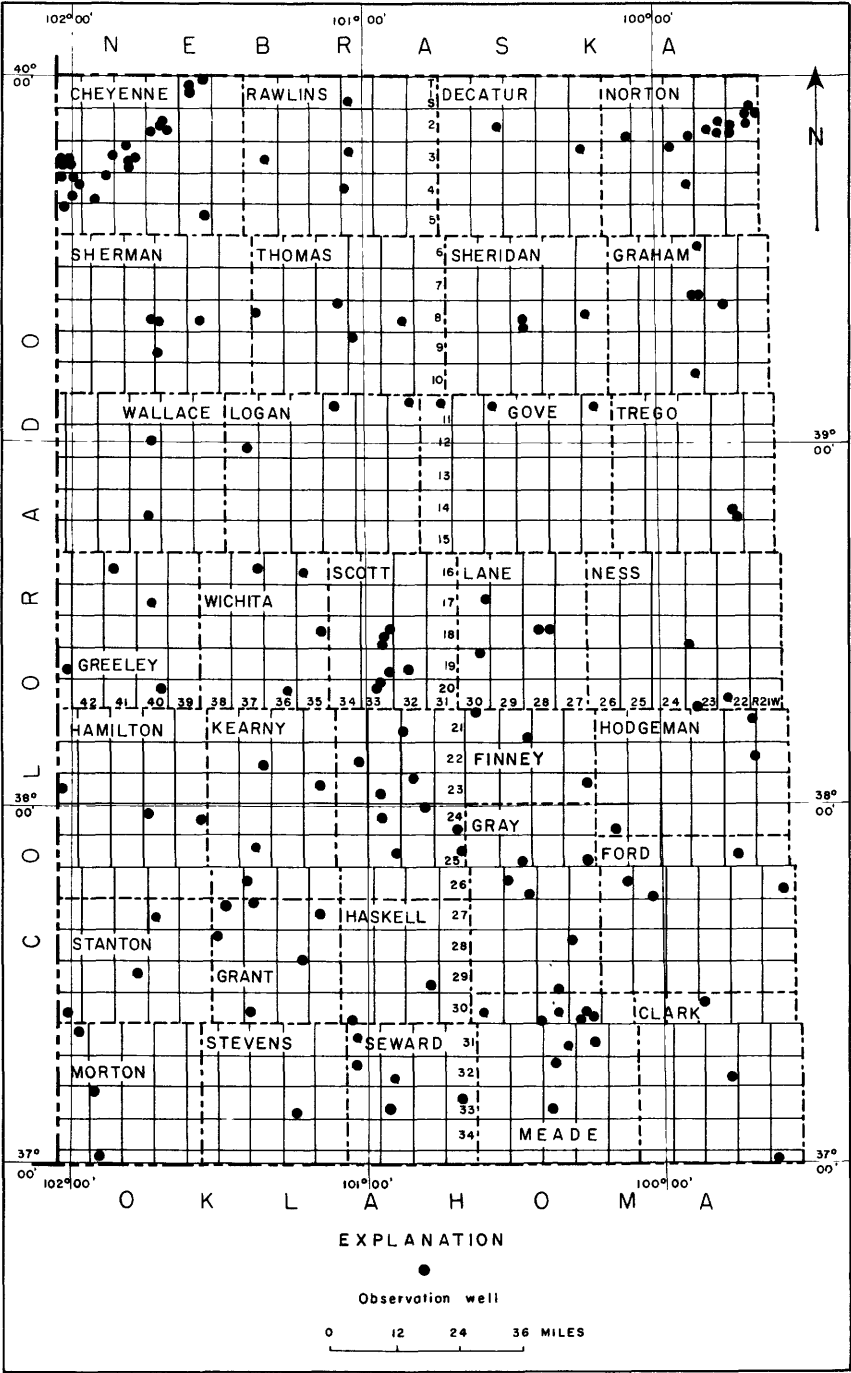 102°00' 101°00' 100°00'
N E B R A S K A
40°
00'
CHEYENNE RAWLINS T DECATUR NORTON
S
2
3
4
5
N
SHERMAN THOMAS 6 SHERIDAN GRAHAM
7
8
9
10
WALLACE LOGAN 11 GOVE TREGO
12
13
14
15
39°
00'
C O L O R A D O
SCOTT 16 LANE NESS
WICHITA 17
18
GREELEY 19
20
42 41 40 39 38 37 36 35 34 33 32 31 30 29 28 27 26 25 24 23 22 R21W
HAMILTON KEARNY 21 HODGEMAN
22 FINNEY
23
38°
00'
38°
00'
24 GRAY
25 FORD
26
HASKELL 27
STANTON 28
GRANT 29
30 CLARK
STEVENS SEWARD 31
MORTON 32
33
34 MEADE
37°
00'
37°
00'
102°00' 101°00' 100°00'
O K L A H O M A
EXPLANATION
Observation well
0 12 24 36 MILES